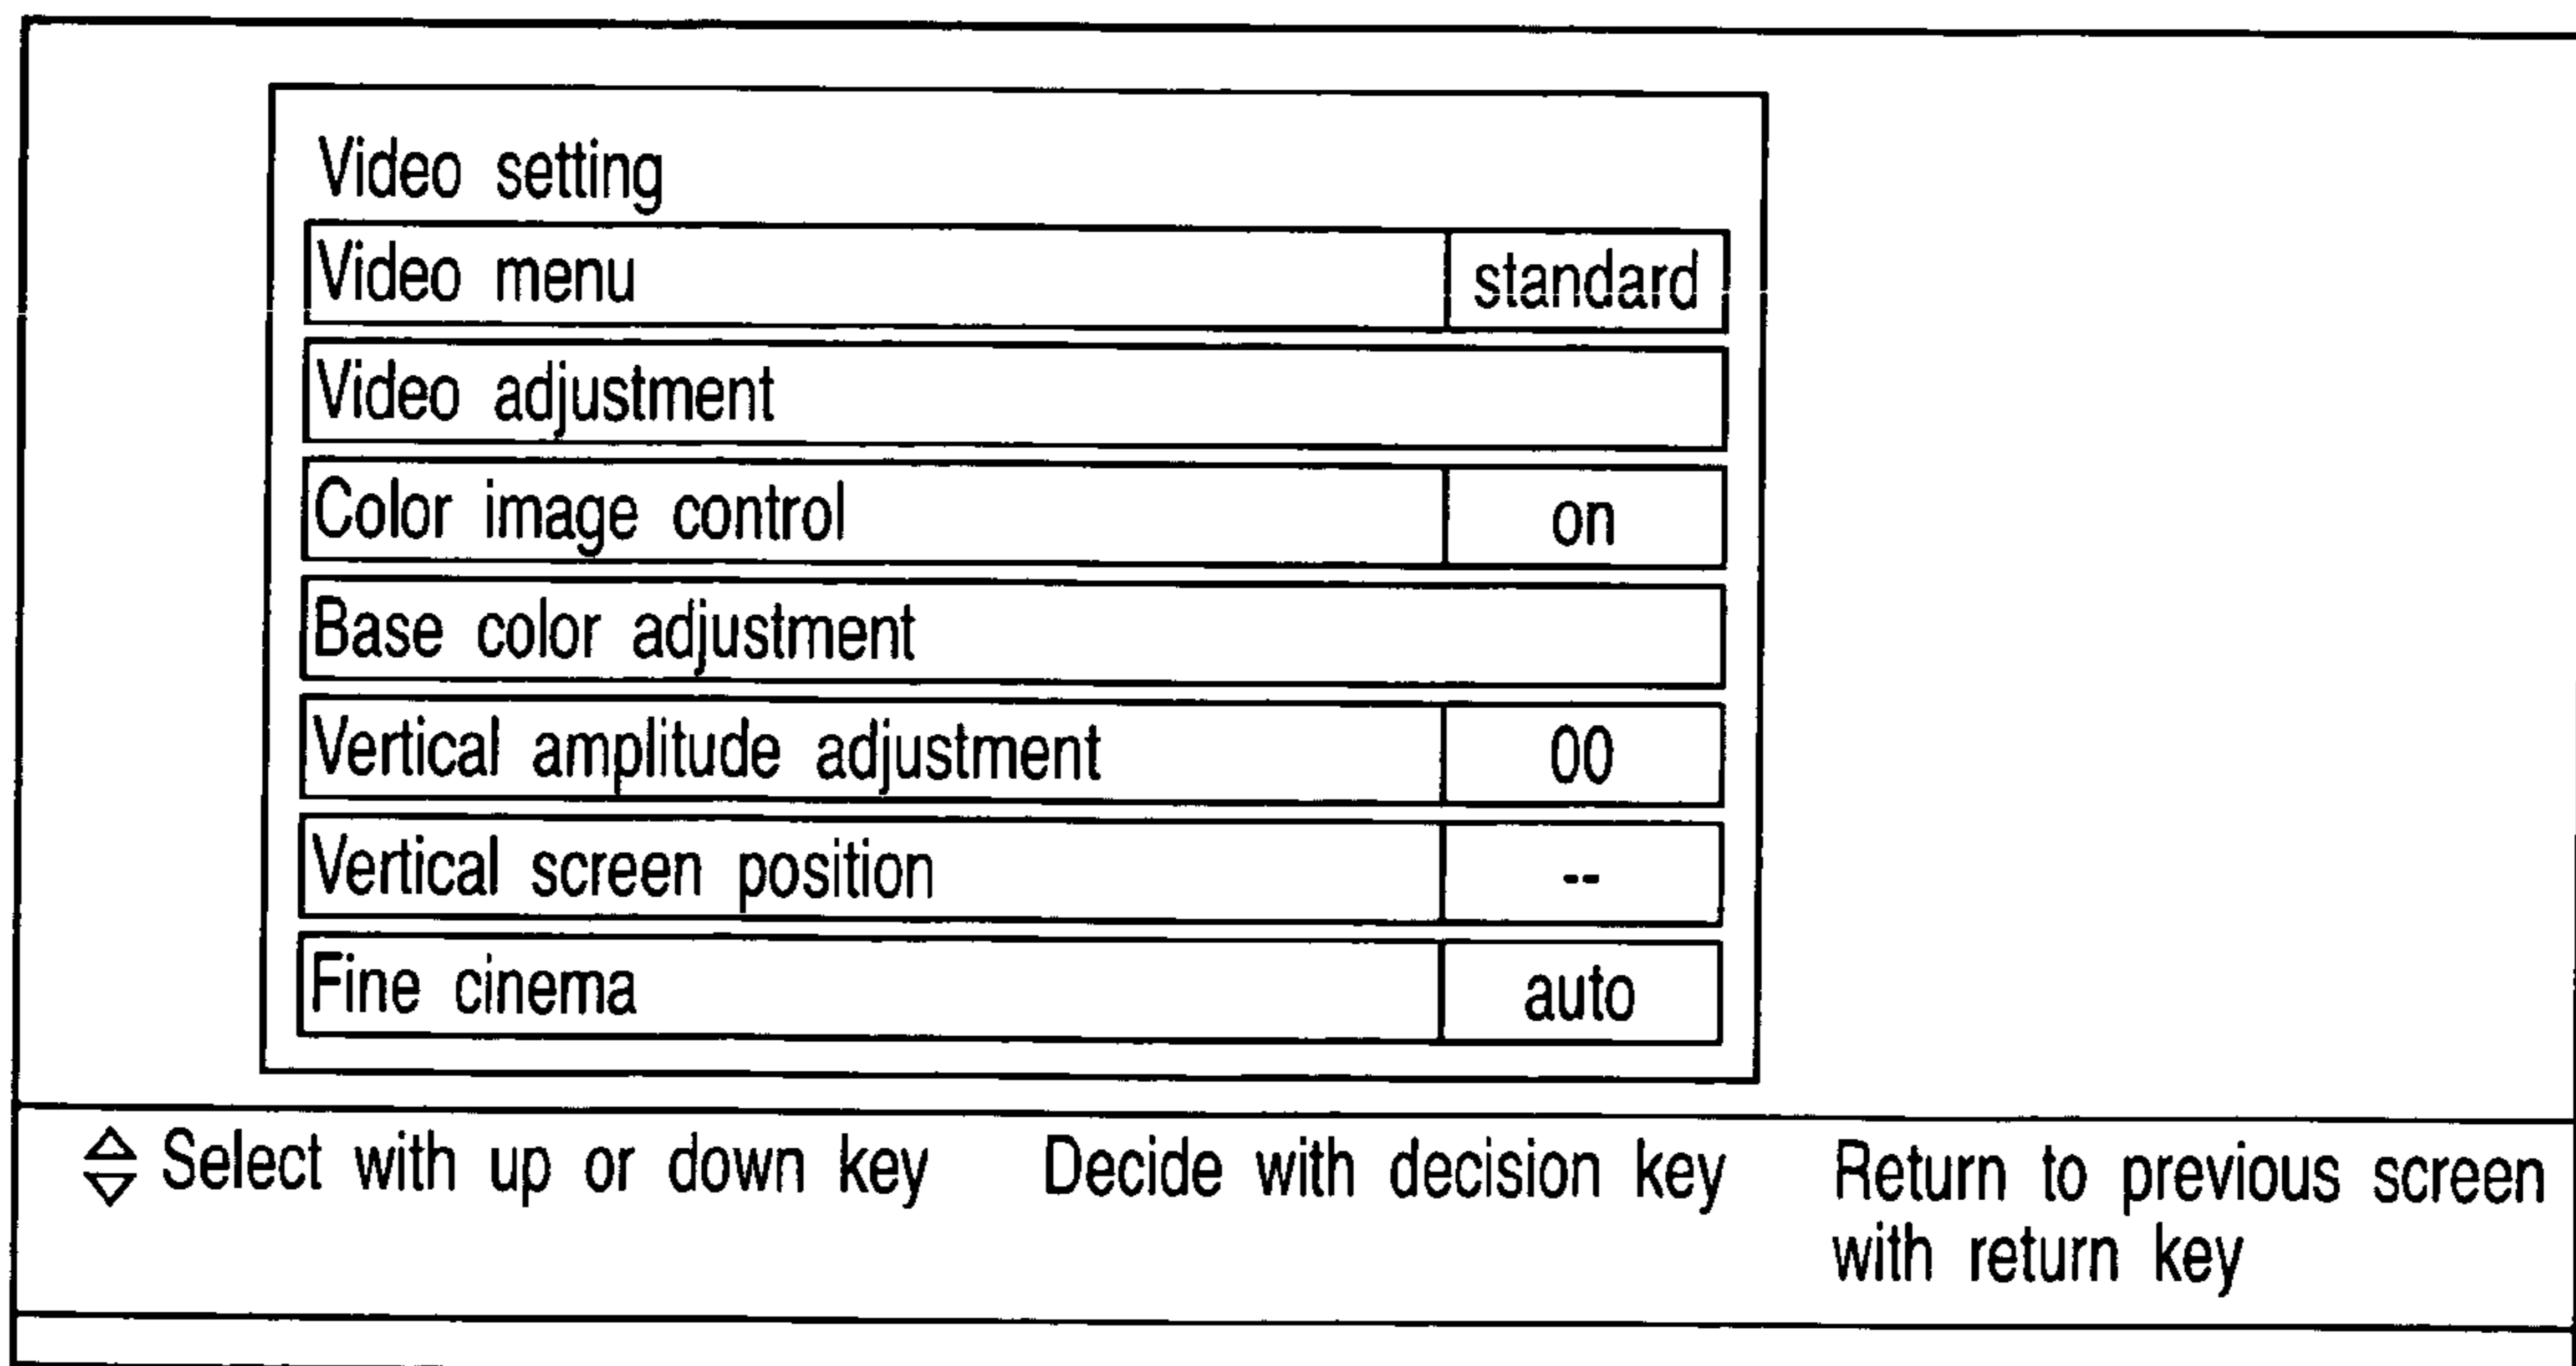 Video setting
Video menu standard
Video adjustment
Color image control on
Base color adjustment
Vertical amplitude adjustment 00
Vertical screen position --
Fine cinema auto
Select with up or down key Decide with decision key Return to previous screen
with return key